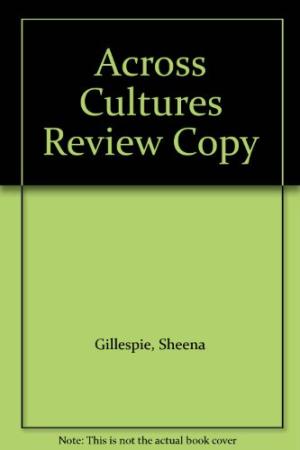 Across
Cultures
Review Copy
Gillespie, Sheena
Note: This is not the actual book cover